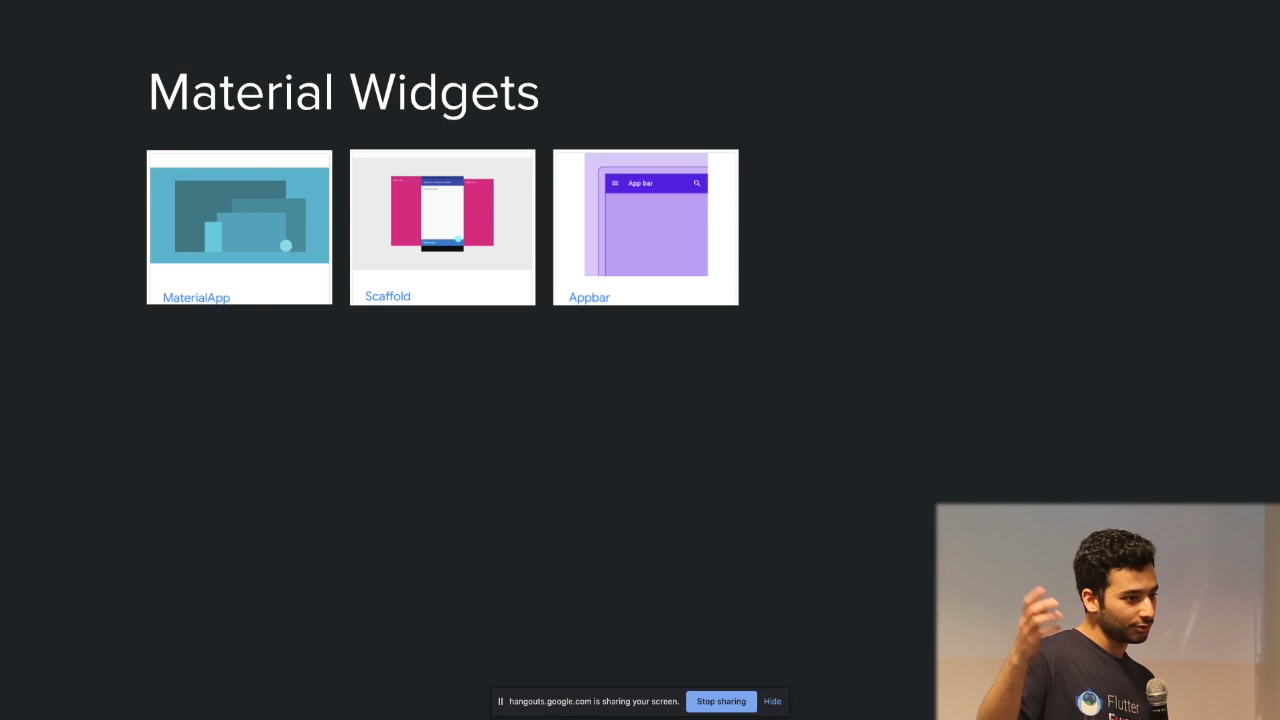 Material Widgets
App bar
MaterialApp
Scaffold
Appbar
hangouts.google.com is sharing your screen.
Stop sharing
Hide
Flutter